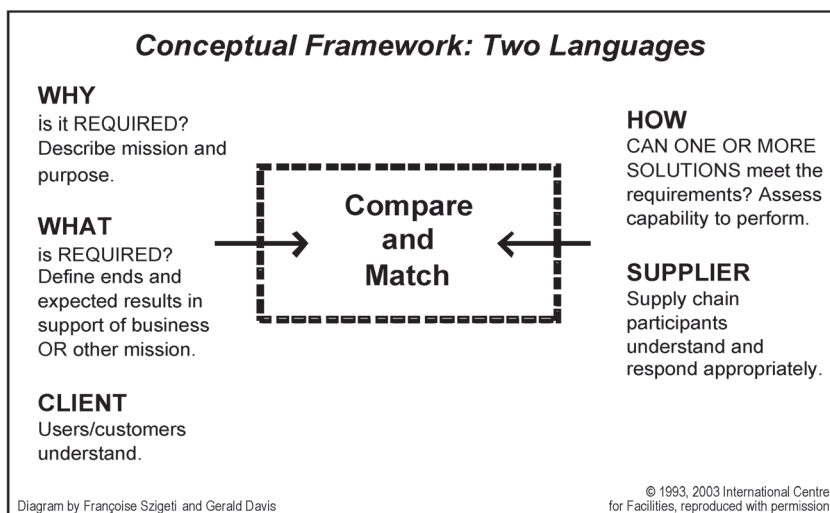 Conceptual Framework: Two Languages
WHY
is it REQUIRED?
Describe mission and
purpose.
WHAT
is REQUIRED?
Define ends and
expected results in
support of business
OR other mission.
CLIENT
Users/customers
understand.
Compare
and
Match
HOW
CAN ONE OR MORE
SOLUTIONS meet the
requirements? Assess
capability to perform.
SUPPLIER
Supply chain
participants
understand and
respond appropriately.
Diagram by Françoise Szigeti and Gerald Davis
© 1993, 2003 International Centre
for Facilities, reproduced with permission